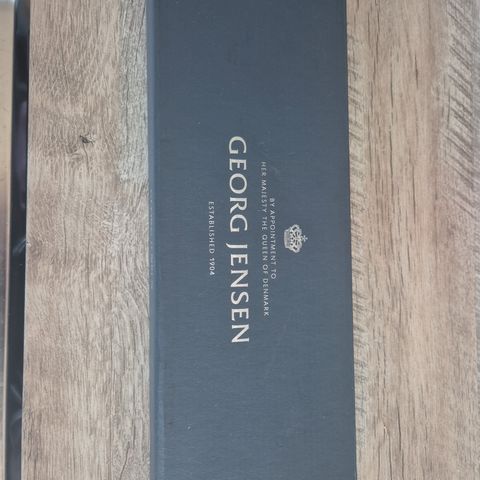 BY APPOINTMENT TO
HER MAJESTY THE QUEEN OF DENMARK
GEORG JENSEN
ESTABLISHED 1904